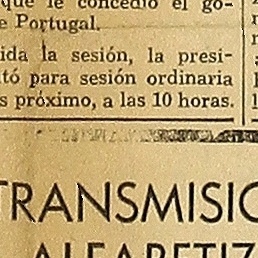 que le concedió el go-
e Portugal.
ida la sesión, la presi-
tó para sesión ordinaria
s próximo, a las 10 horas.
TRANSMISIO
ALFABETIZ